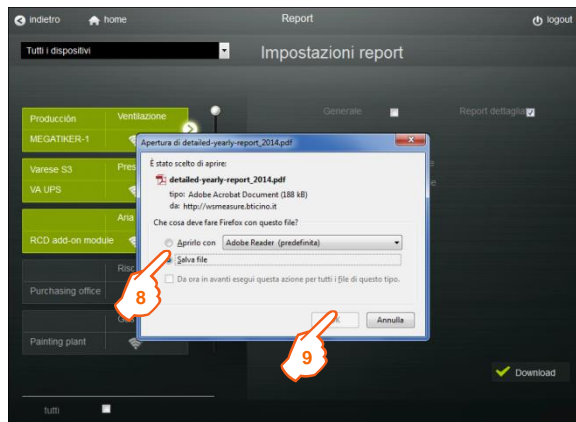 indietro home Report logout
Tutti i dispositivi Impostazioni report
Generale Report dettaglia
Producción Ventilazione
MEGATIKER-1
Varese S3 Pres
VA UPS
Ana
RCD add-on module
Risc
Purchasing office
Painting plant
tutti
Download
Apertura di detailed-yearly-report_2014.pdf
È stato scelto di aprire:
detailed-yearly-report_2014.pdf
tipo: Adobe Acrobat Document (188 kB)
da: http://wsmeasure.bticino.it
Che cosa deve fare Firefox con questo file?
Aprirlo con Adobe Reader (predefinita)
Salva file
Da ora in avanti esegui questa azione per tutti i file di questo tipo.
Annulla
8
9